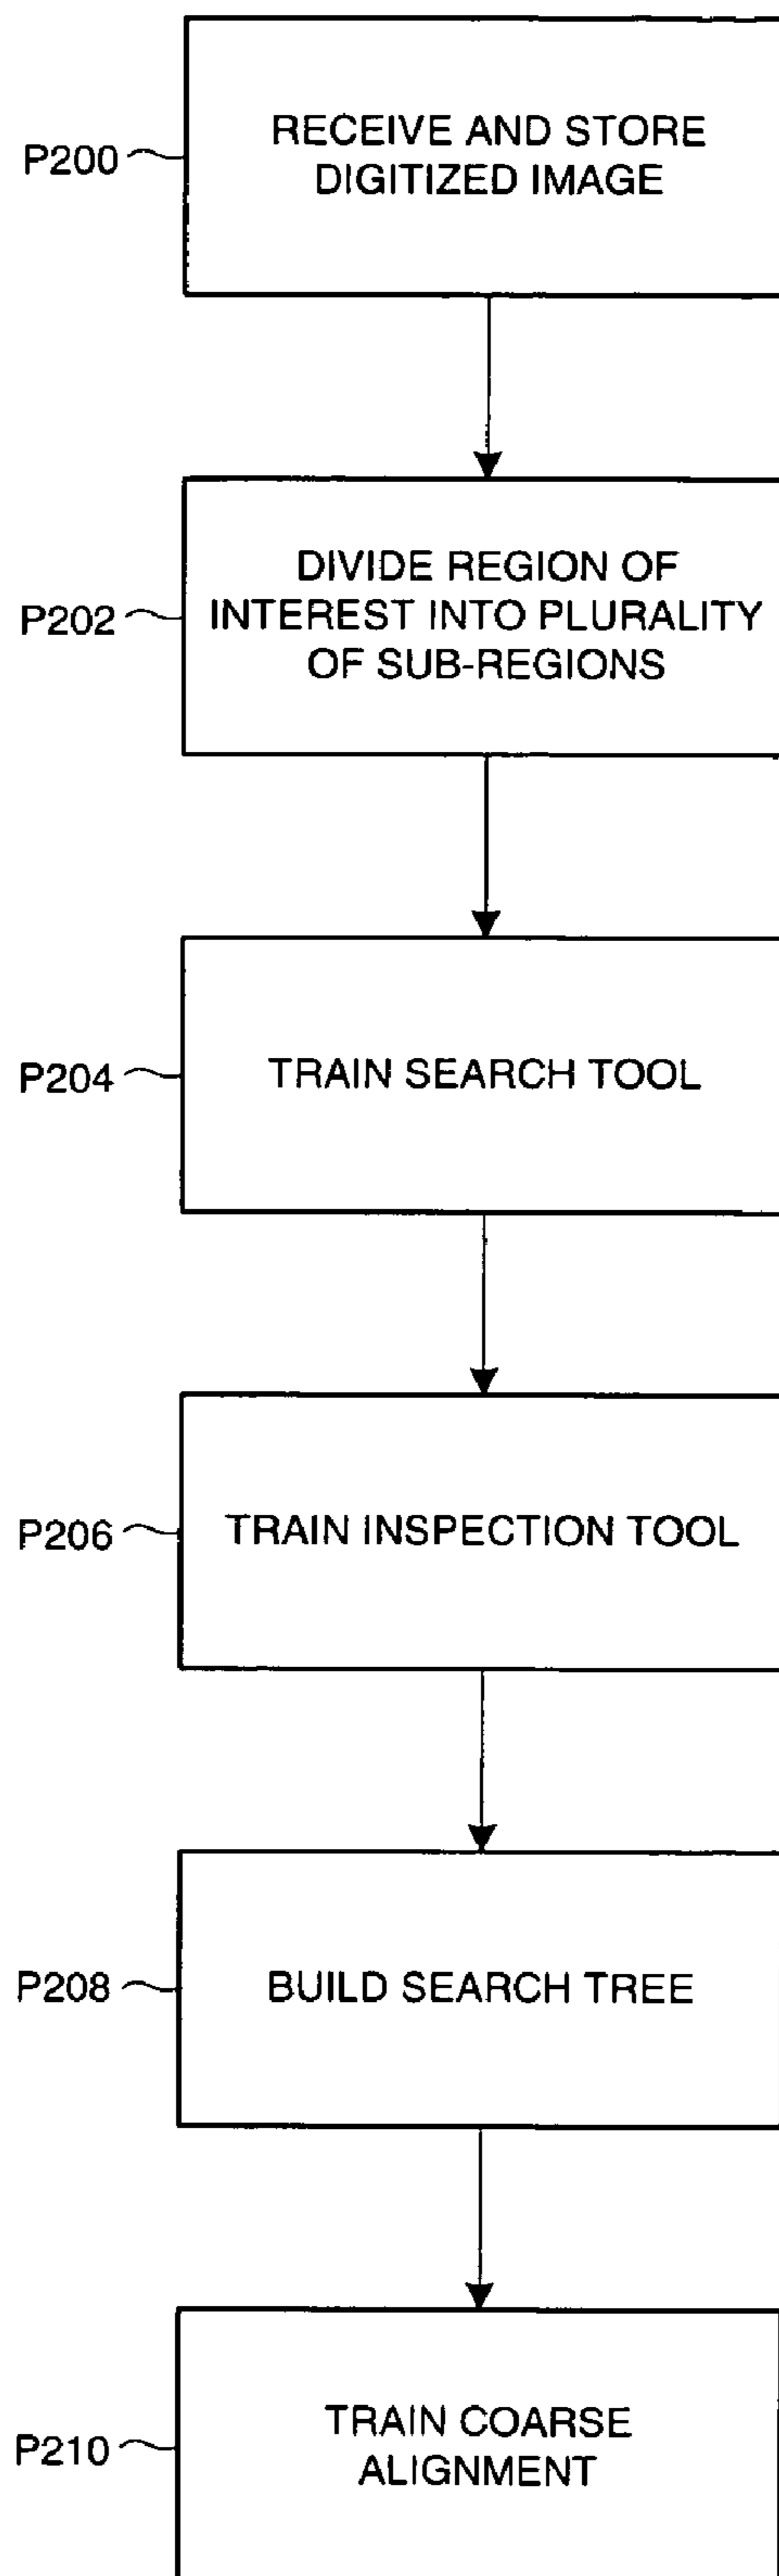 P200
RECEIVE AND STORE
DIGITIZED IMAGE
P202
DIVIDE REGION OF
INTEREST INTO PLURALITY
OF SUB-REGIONS
P204
TRAIN SEARCH TOOL
P206
TRAIN INSPECTION TOOL
P208
BUILD SEARCH TREE
P210
TRAIN COARSE
ALIGNMENT